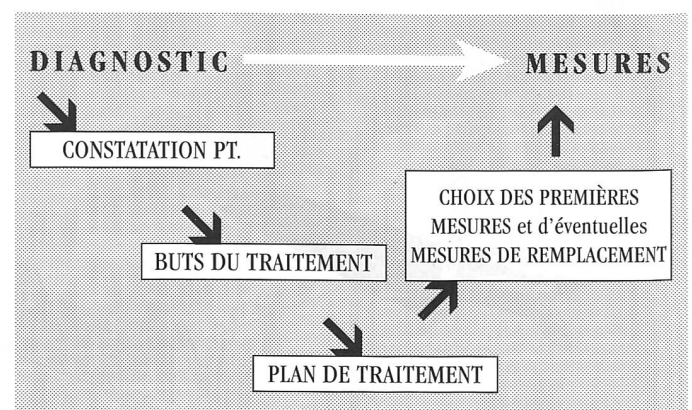 DIAGNOSTIC
MESURES
CONSTATATION PT.
CHOIX DES PREMIÈRES
MESURES et d'éventuelles
MESURES DE REMPLACEMENT
BUTS DU TRAITEMENT
PLAN DE TRAITEMENT